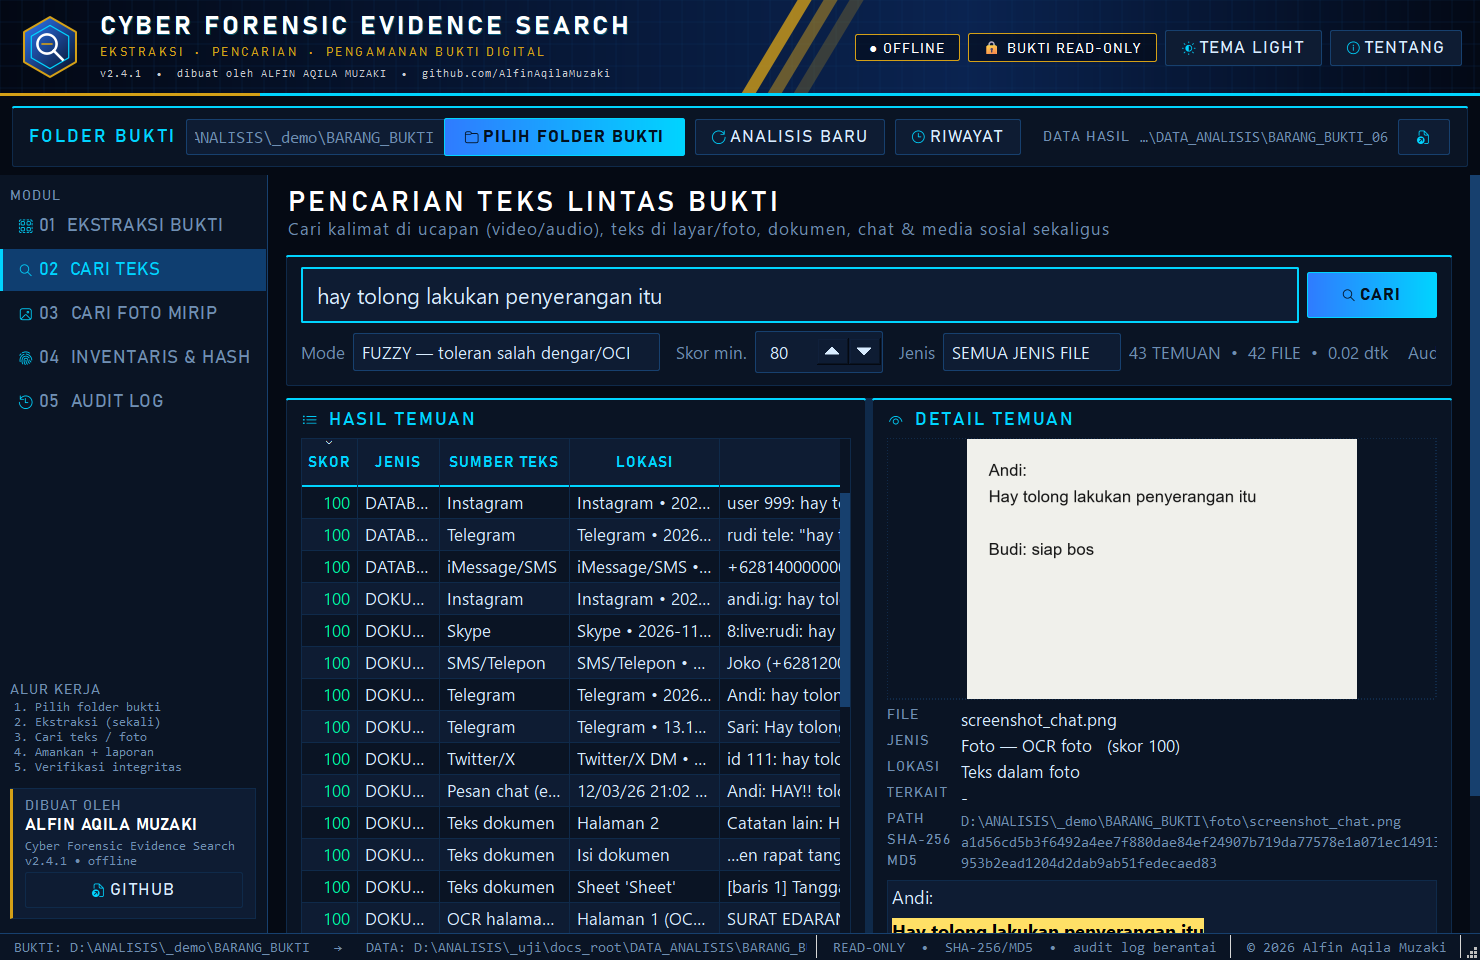 CYBER FORENSIC EVIDENCE SEARCH
EKSTRAKSI · PENCARIAN · PENGAMANAN BUKTI DIGITAL
v2.4.1 • dibuat oleh ALFIN AQILA MUZAKI • github.com/AlfinAqilaMuzaki
● OFFLINE
BUKTI READ-ONLY
TEMA LIGHT
TENTANG
FOLDER BUKTI
ANALISIS\_demo\BARANG_BUKTI
PILIH FOLDER BUKTI
ANALISIS BARU
RIWAYAT
DATA HASIL …\DATA_ANALISIS\BARANG_BUKTI_06
MODUL
01 EKSTRAKSI BUKTI
02 CARI TEKS
03 CARI FOTO MIRIP
04 INVENTARIS & HASH
05 AUDIT LOG
ALUR KERJA
1. Pilih folder bukti
2. Ekstraksi (sekali)
3. Cari teks / foto
4. Amankan + laporan
5. Verifikasi integritas
DIBUAT OLEH
ALFIN AQILA MUZAKI
Cyber Forensic Evidence Search
v2.4.1 • offline
GITHUB
PENCARIAN TEKS LINTAS BUKTI
Cari kalimat di ucapan (video/audio), teks di layar/foto, dokumen, chat & media sosial sekaligus
hay tolong lakukan penyerangan itu
CARI
Mode FUZZY — toleran salah dengar/OCI Skor min. 80 Jenis SEMUA JENIS FILE 43 TEMUAN • 42 FILE • 0.02 dtk Auc
HASIL TEMUAN
SKOR JENIS SUMBER TEKS LOKASI
100 DATAB... Instagram Instagram • 202... user 999: hay t
100 DATAB... Telegram Telegram • 2026... rudi tele: "hay
100 DATAB... iMessage/SMS iMessage/SMS •... +628140000000
100 DOKU... Instagram Instagram • 202... andi.ig: hay tol
100 DOKU... Skype Skype • 2026-11... 8:live:rudi: hay
100 DOKU... SMS/Telepon SMS/Telepon • ... Joko (+6281200
100 DOKU... Telegram Telegram • 2026... Andi: hay tolor
100 DOKU... Telegram Telegram • 13.1... Sari: Hay tolong
100 DOKU... Twitter/X Twitter/X DM • ... id 111: hay tolo
100 DOKU... Pesan chat (e... 12/03/26 21:02 ... Andi: HAY!! tolo
100 DOKU... Teks dokumen Halaman 2 Catatan lain: H
100 DOKU... Teks dokumen Isi dokumen ...en rapat tang
100 DOKU... Teks dokumen Sheet 'Sheet' [baris 1] Tangga
100 DOKU... OCR halama... Halaman 1 (OC... SURAT EDARAN
DETAIL TEMUAN
Andi:
Hay tolong lakukan penyerangan itu
Budi: siap bos
FILE screenshot_chat.png
JENIS Foto — OCR foto (skor 100)
LOKASI Teks dalam foto
TERKAIT -
PATH D:\ANALISIS\_demo\BARANG_BUKTI\foto\screenshot_chat.png
SHA-256 a1d56cd5b3f6492a4ee7f880dae84ef24907b719da77578e1a071ec1491
MD5 953b2ead1204d2dab9ab51fedecaed83
Andi:
Hay tolong lakukan penyerangan itu
BUKTI: D:\ANALISIS\_demo\BARANG_BUKTI → DATA: D:\ANALISIS\_uji\docs_root\DATA_ANALISIS\BARANG_B
READ-ONLY • SHA-256/MD5 • audit log berantai
© 2026 Alfin Aqila Muzaki